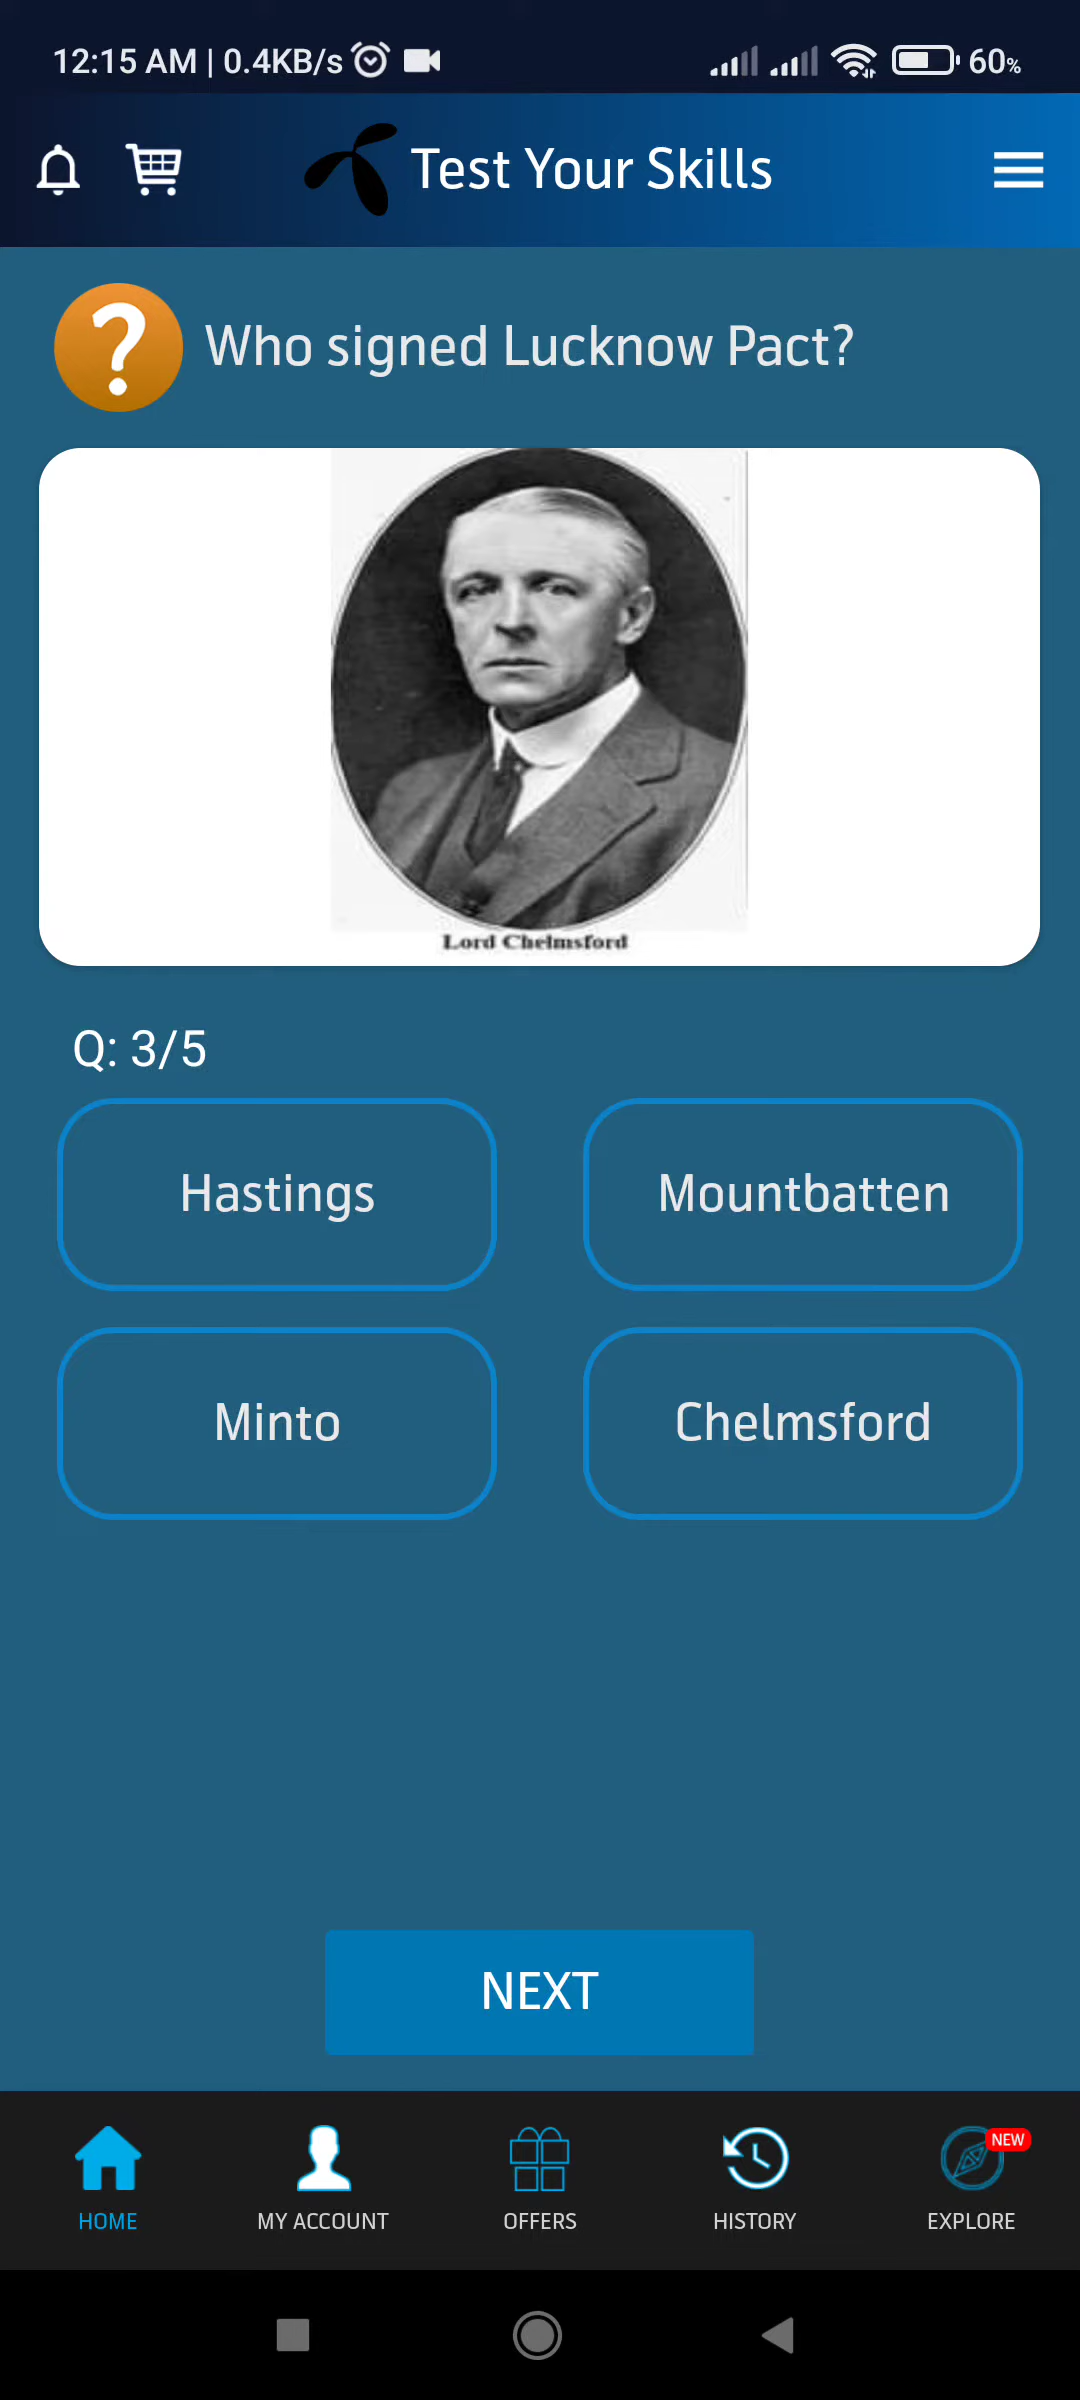 12:15 AM | 0.4KB/s 60%
Test Your Skills
? Who signed Lucknow Pact?
Lord Chelmsford
Q: 3/5
Hastings Mountbatten
Minto Chelmsford
NEXT
NEW
HOME MY ACCOUNT OFFERS HISTORY EXPLORE